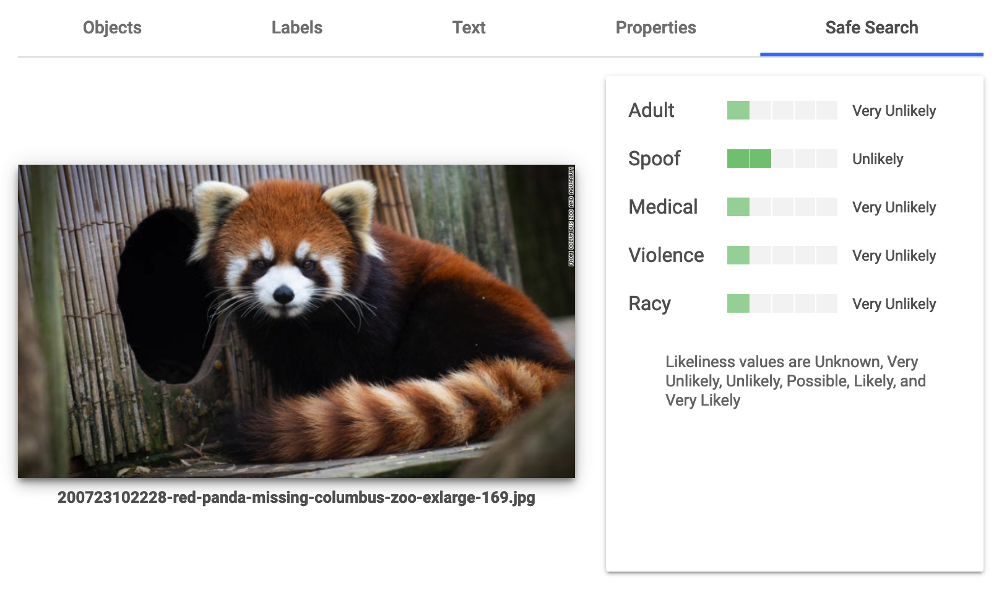 Objects
Labels
Text
Properties
Safe Search
FROM COLUMBUS ZOO AND AQUARIUM
200723102228-red-panda-missing-columbus-zoo-exlarge-169.jpg
Adult
Very Unlikely
Spoof
Unlikely
Medical
Very Unlikely
Violence
Very Unlikely
Racy
Very Unlikely
Likeliness values are Unknown, Very
Unlikely, Unlikely, Possible, Likely, and
Very Likely